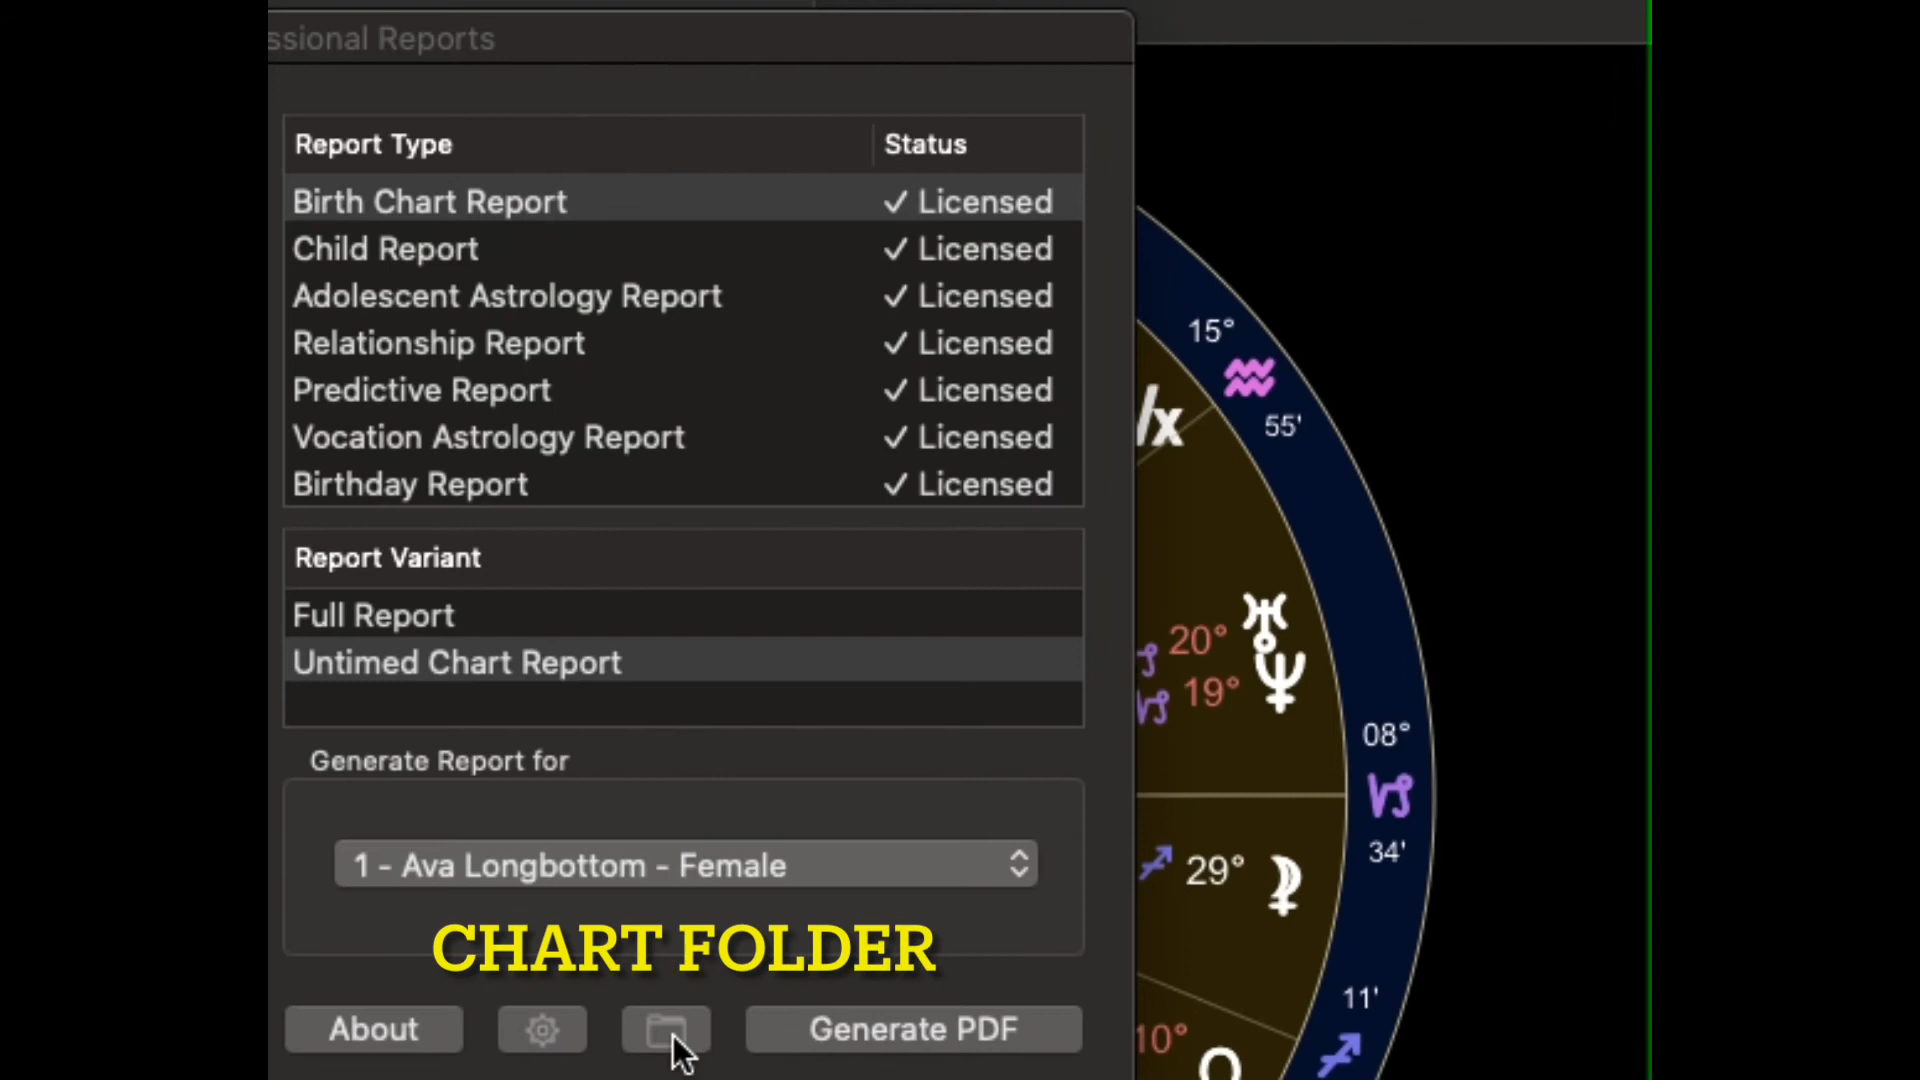 ssional Reports
Report Type Status
Birth Chart Report ✓ Licensed
Child Report ✓ Licensed
Adolescent Astrology Report ✓ Licensed
Relationship Report ✓ Licensed
Predictive Report ✓ Licensed
Vocation Astrology Report ✓ Licensed
Birthday Report ✓ Licensed
Report Variant
Full Report
Untimed Chart Report
Generate Report for
1 - Ava Longbottom - Female
CHART FOLDER
About Generate PDF
15°
♒
55'
20° ♅
♑ 19° ♆
08°
♑
34'
♐ 29° ⚸
11'
10°
♐